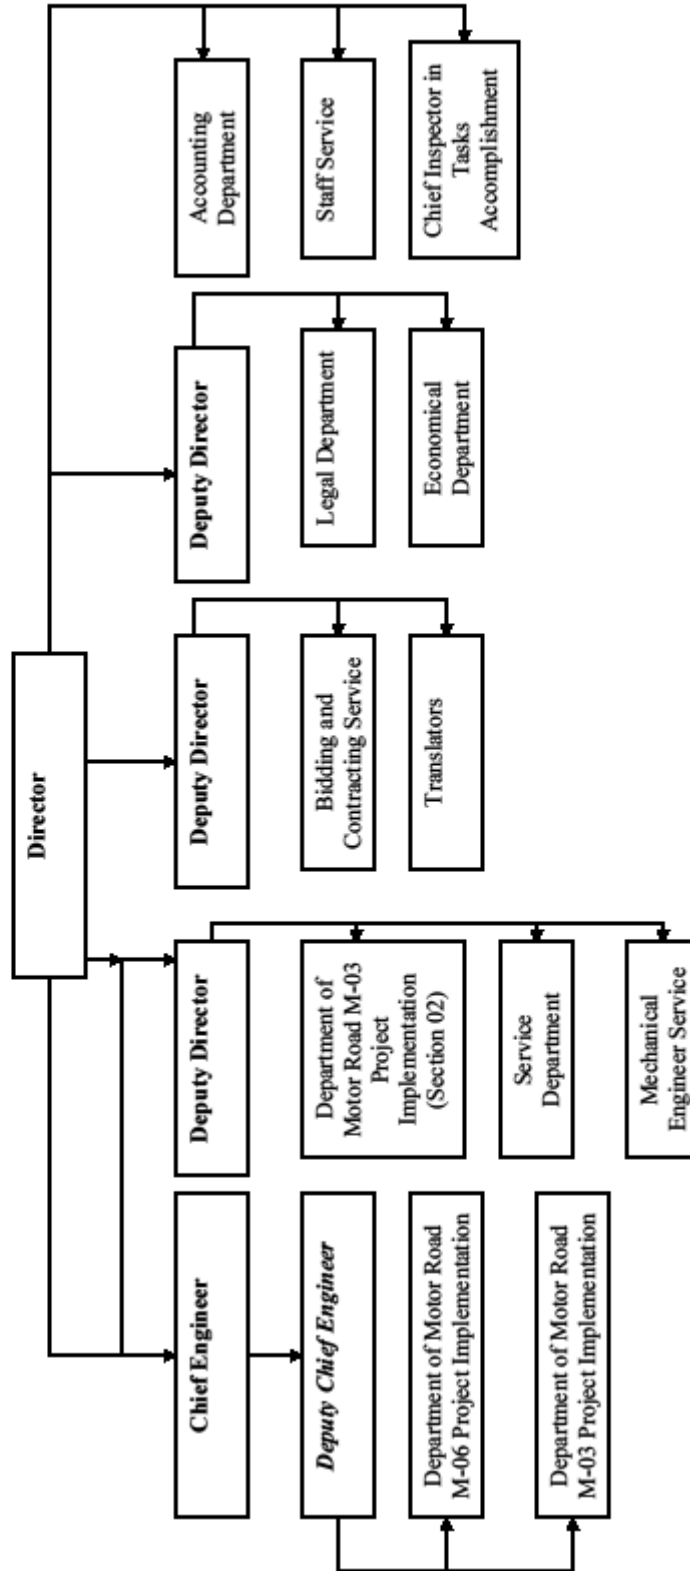 Director
Chief Engineer
Deputy Director
Deputy Director
Deputy Director
Accounting
Department
Deputy Chief Engineer
Department of
Motor Road M-03
Project
Implementation
(Section 02)
Bidding and
Contracting Service
Legal Department
Staff Service
Department of Motor Road
M-06 Project Implementation
Service
Department
Translators
Economical
Department
Chief Inspector in
Tasks
Accomplishment
Department of Motor Road
M-03 Project Implementation
Mechanical
Engineer Service